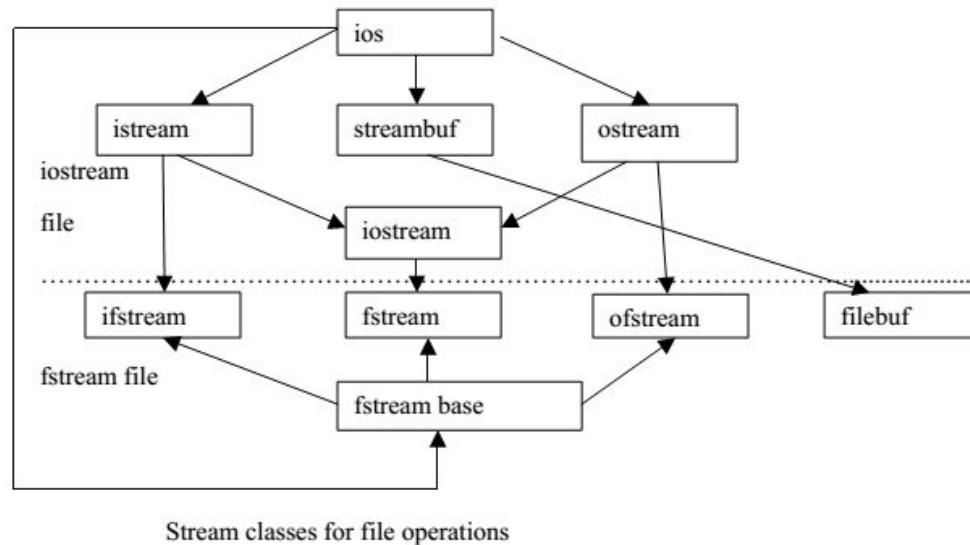 ios
istream
streambuf
ostream
iostream
file
iostream
ifstream
fstream
ofstream
filebuf
fstream file
fstream base
Stream classes for file operations